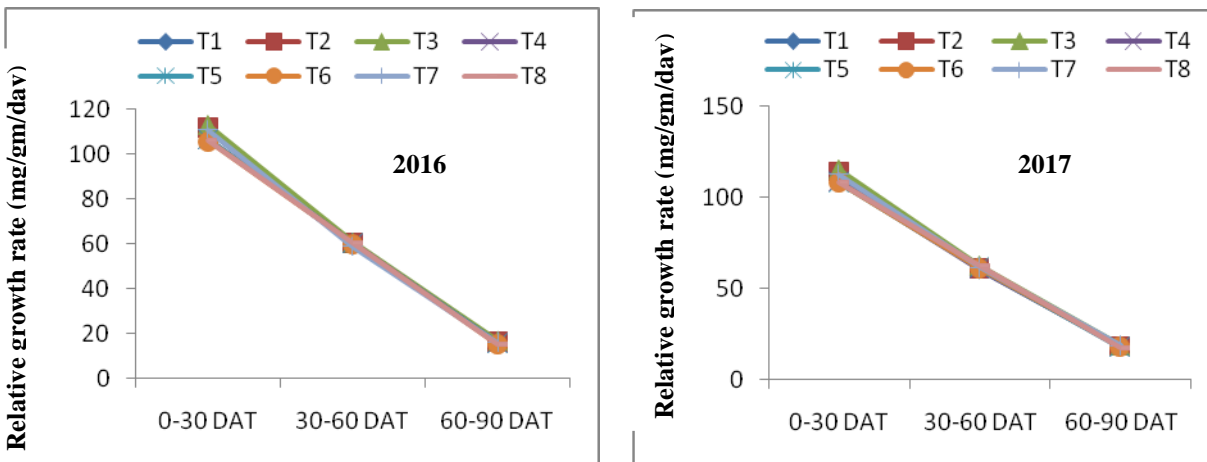 Relative growth rate (mg/gm/dav)
T1 T2 T3 T4
T5 T6 T7 T8
120
100
80
60
40
20
0
2016
0-30 DAT 30-60 DAT 60-90 DAT
Relative growth rate (mg/gm/dav)
T1 T2 T3 T4
T5 T6 T7 T8
150
100
50
0
2017
0-30 DAT 30-60 DAT 60-90 DAT